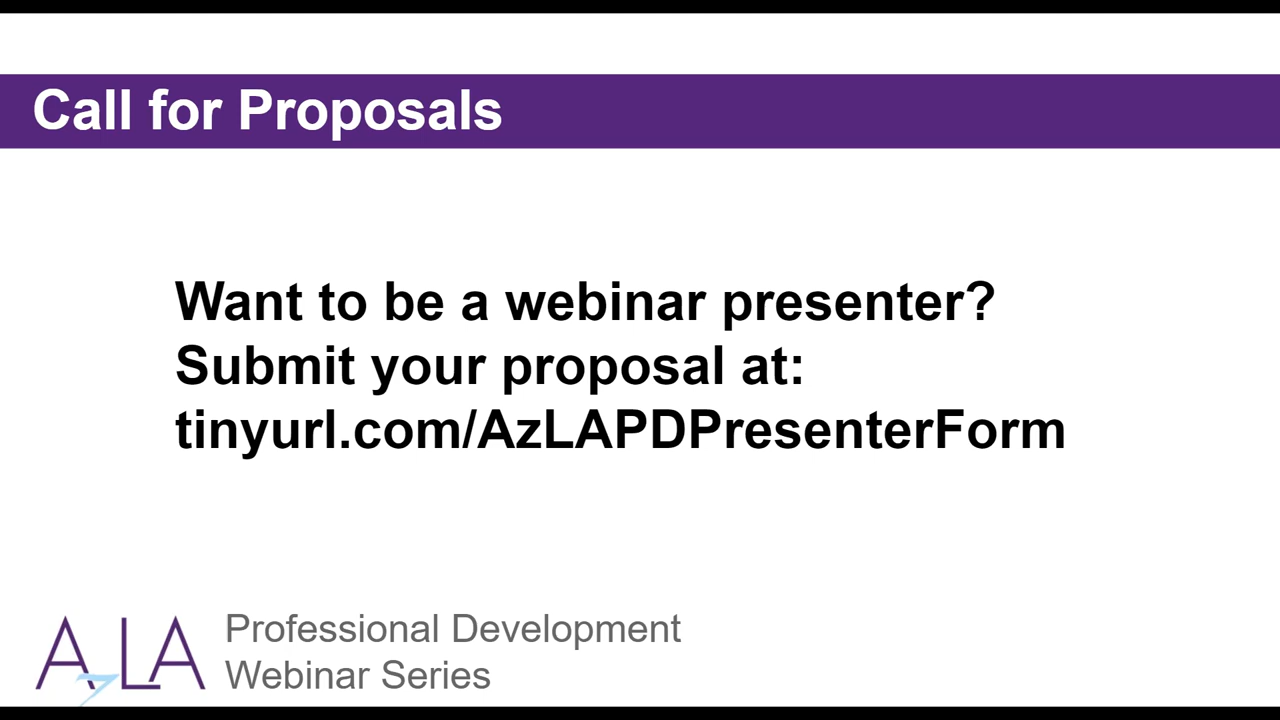 Call for Proposals
Want to be a webinar presenter?
Submit your proposal at:
tinyurl.com/AzLAPDPresenterForm
AzLA
Professional Development
Webinar Series